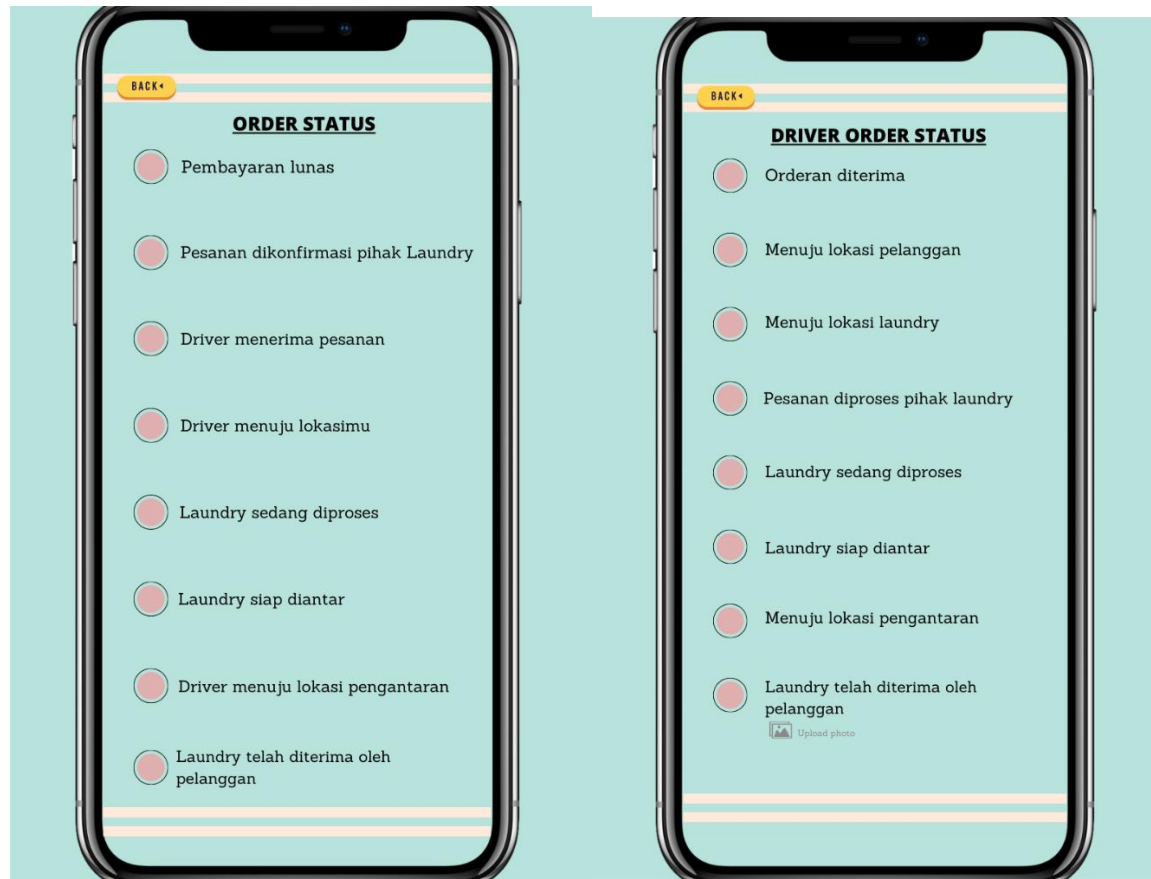 BACK
ORDER STATUS
Pembayaran lunas
Pesanan dikonfirmasi pihak Laundry
Driver menerima pesanan
Driver menuju lokasimu
Laundry sedang diproses
Laundry siap diantar
Driver menuju lokasi pengantaran
Laundry telah diterima oleh
pelanggan
BACK
DRIVER ORDER STATUS
Orderan diterima
Menuju lokasi pelanggan
Menuju lokasi laundry
Pesanan diproses pihak laundry
Laundry sedang diproses
Laundry siap diantar
Menuju lokasi pengantaran
Laundry telah diterima oleh
pelanggan
Upload photo